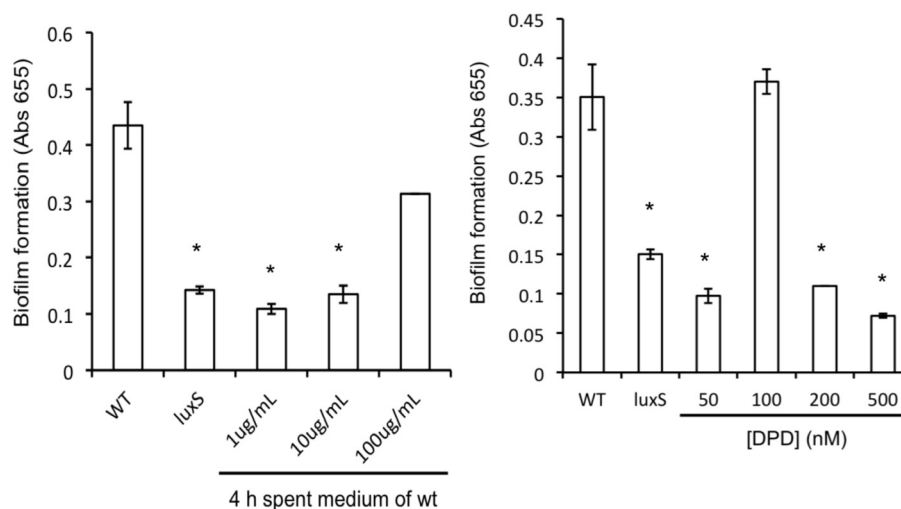 Biofilm formation (Abs 655)
0.6
0.5
0.4
0.3
0.2
0.1
0
*
*
*
WT
luxS
1ug/mL
10ug/mL
100ug/mL
4 h spent medium of wt
Biofilm formation (Abs 655)
0.45
0.4
0.35
0.3
0.25
0.2
0.15
0.1
0.05
0
*
*
*
*
WT luxS 50 100 200 500
[DPD] (nM)